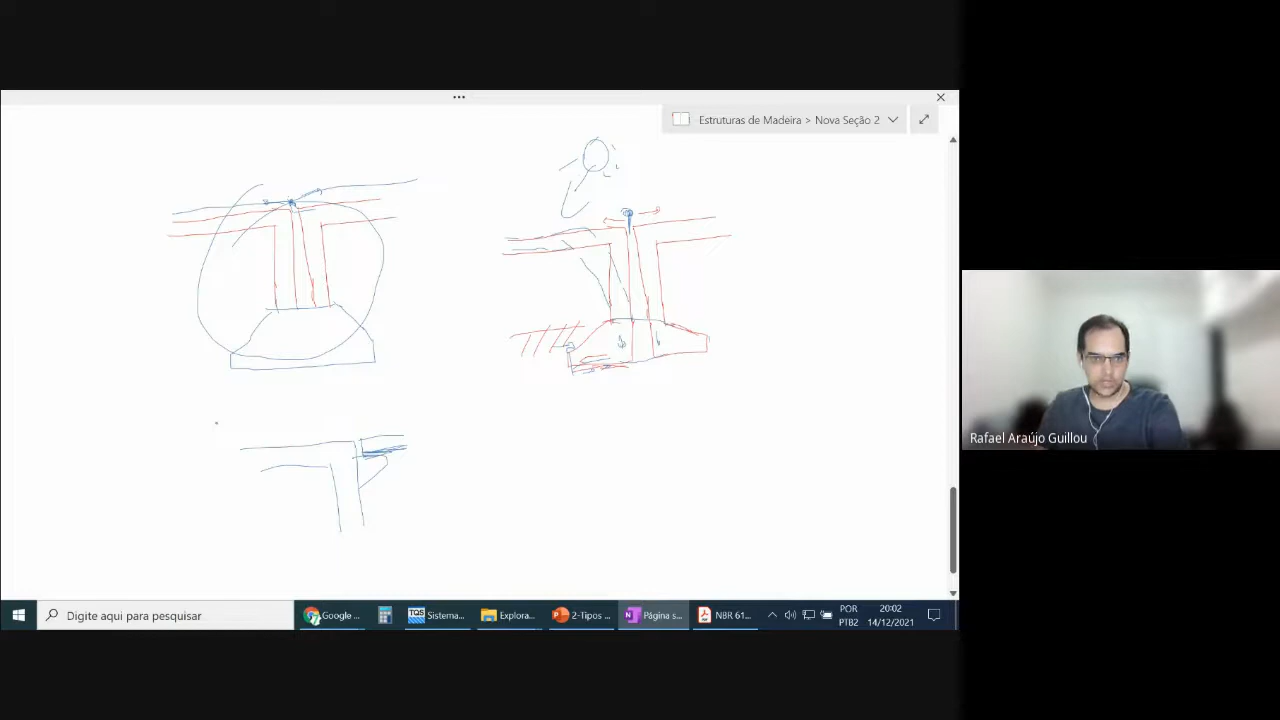 Estruturas de Madeira > Nova Seção 2
Rafael Araújo Guillou
Digite aqui para pesquisar
Google ...
TQS
Sistema...
Explora...
2-Tipos ...
Página s...
NBR 61...
POR
PTB2
20:02
14/12/2021